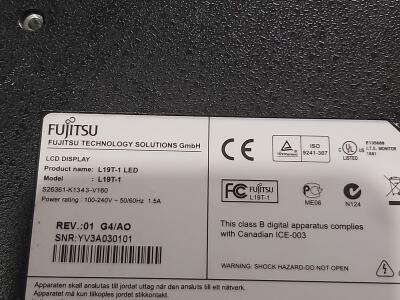 FUJITSU
FUJITSU TECHNOLOGY SOLUTIONS GmbH
LCD DISPLAY
Product name: L19T-1 LED
Model : L19T-1
S26361-K1343-V160
Power rating : 100-240V ~ 50/60HZ 1.5A
REV.:01 G4/AO
SNR:YV3A030101
ISO
9241-307
C UL US
LISTED
E135669
I.T.E. MONITOR
FC FUJITSU
L19T-1
ME06
N124
This class B digital apparatus complies
with Canadian ICE-003
CE
WARNING: SHOCK HAZARD-DO NOT OPEN
Apparaten skall anslutas till jordat uttag när den ansluts till ett nätverk.
Apparatet må kun tilkoples jordet stikkontakt.